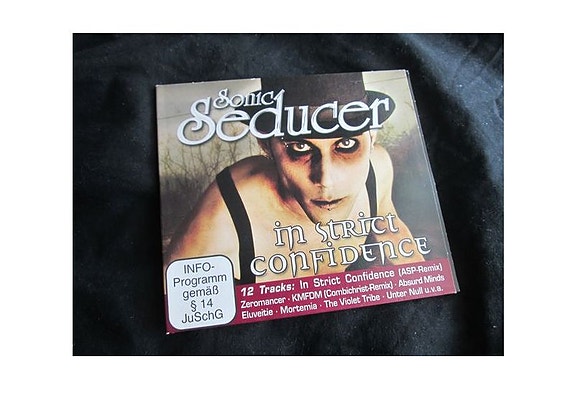 Sonic
Seducer
in strict
confidence
INFO-
Programm
gemäß
§ 14
JuSchG
12 Tracks: In Strict Confidence (ASP-Remix)
Zeromancer · KMFDM (Combichrist-Remix) · Absurd Minds
Eluveitie · Mortemia · The Violet Tribe · Unter Null u.v.a.